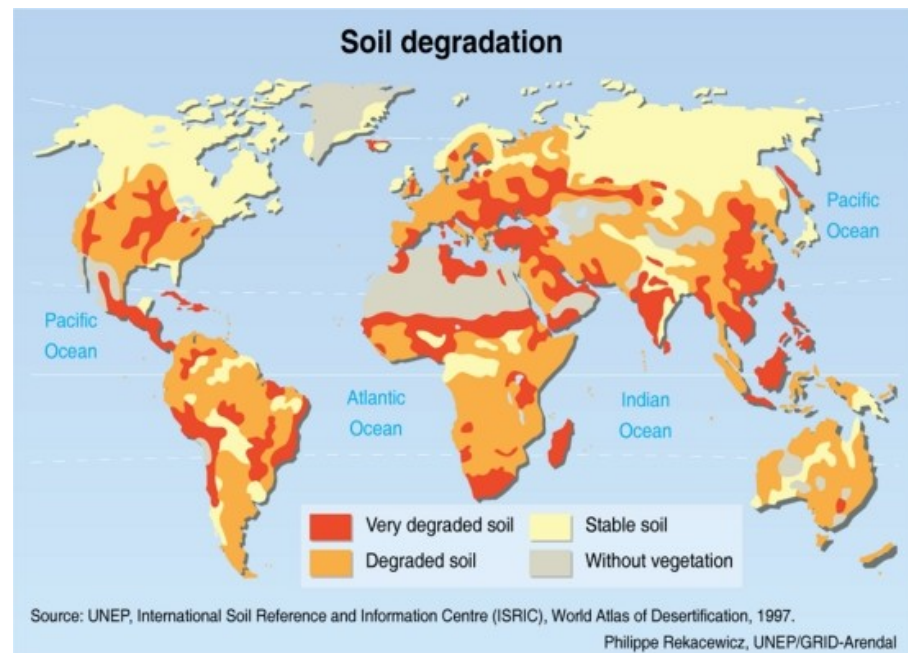 Soil degradation
Pacific
Ocean
Pacific
Ocean
Atlantic
Ocean
Indian
Ocean
Very degraded soil
Stable soil
Degraded soil
Without vegetation
Source: UNEP, International Soil Reference and Information Centre (ISRIC), World Atlas of Desertification, 1997.
Philippe Rekacewicz, UNEP/GRID-Arendal